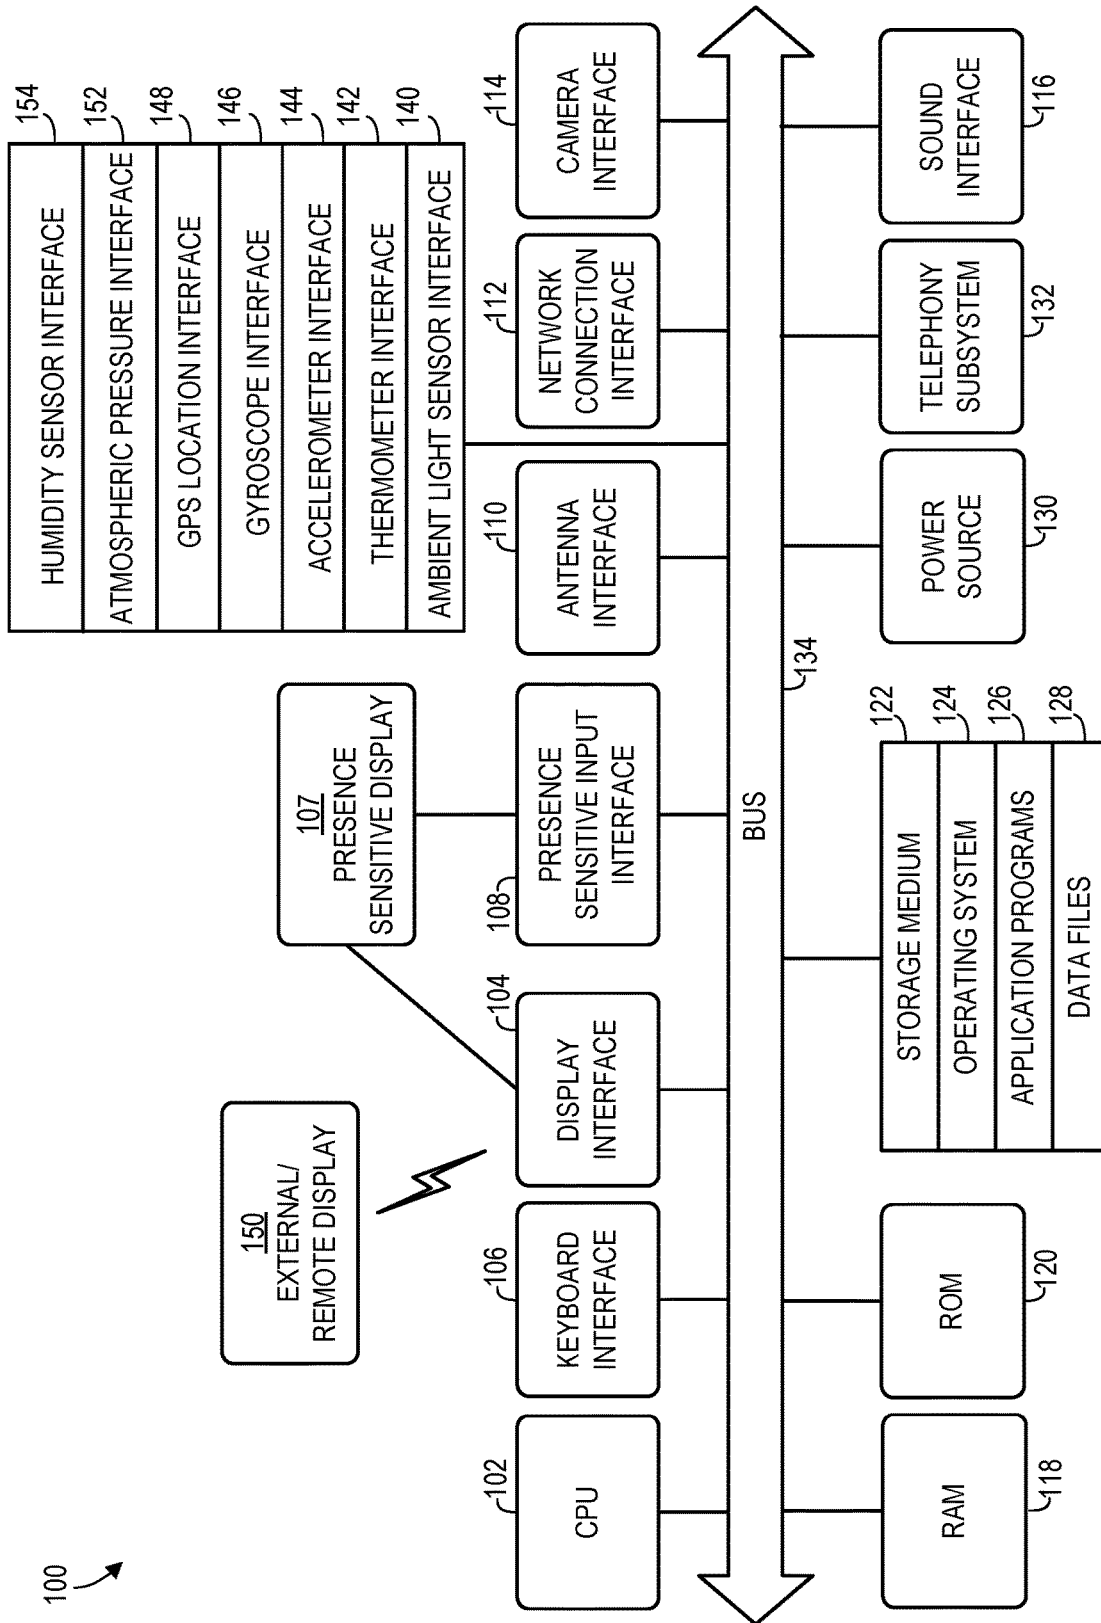 100
150
EXTERNAL/
REMOTE DISPLAY
107
PRESENCE
SENSITIVE DISPLAY
HUMIDITY SENSOR INTERFACE
154
ATMOSPHERIC PRESSURE INTERFACE
152
GPS LOCATION INTERFACE
148
GYROSCOPE INTERFACE
146
ACCELEROMETER INTERFACE
144
THERMOMETER INTERFACE
142
AMBIENT LIGHT SENSOR INTERFACE
140
102
CPU
106
KEYBOARD
INTERFACE
104
DISPLAY
INTERFACE
108
PRESENCE
SENSITIVE INPUT
INTERFACE
110
ANTENNA
INTERFACE
112
NETWORK
CONNECTION
INTERFACE
114
CAMERA
INTERFACE
BUS
134
RAM
118
ROM
120
STORAGE MEDIUM
122
OPERATING SYSTEM
124
APPLICATION PROGRAMS
126
DATA FILES
128
POWER
SOURCE
130
TELEPHONY
SUBSYSTEM
132
SOUND
INTERFACE
116